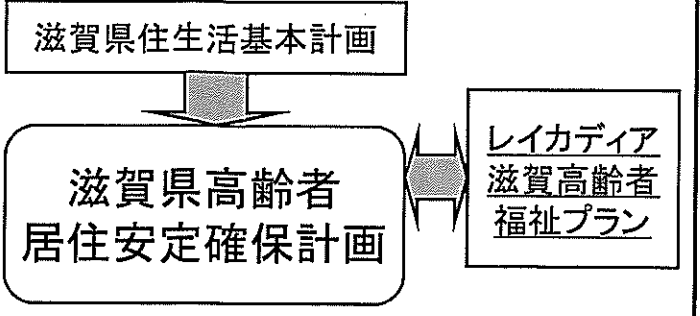 滋賀県住生活基本計画
滋賀県高齢者
居住安定確保計画
レイカディア
滋賀高齢者
福祉プラン